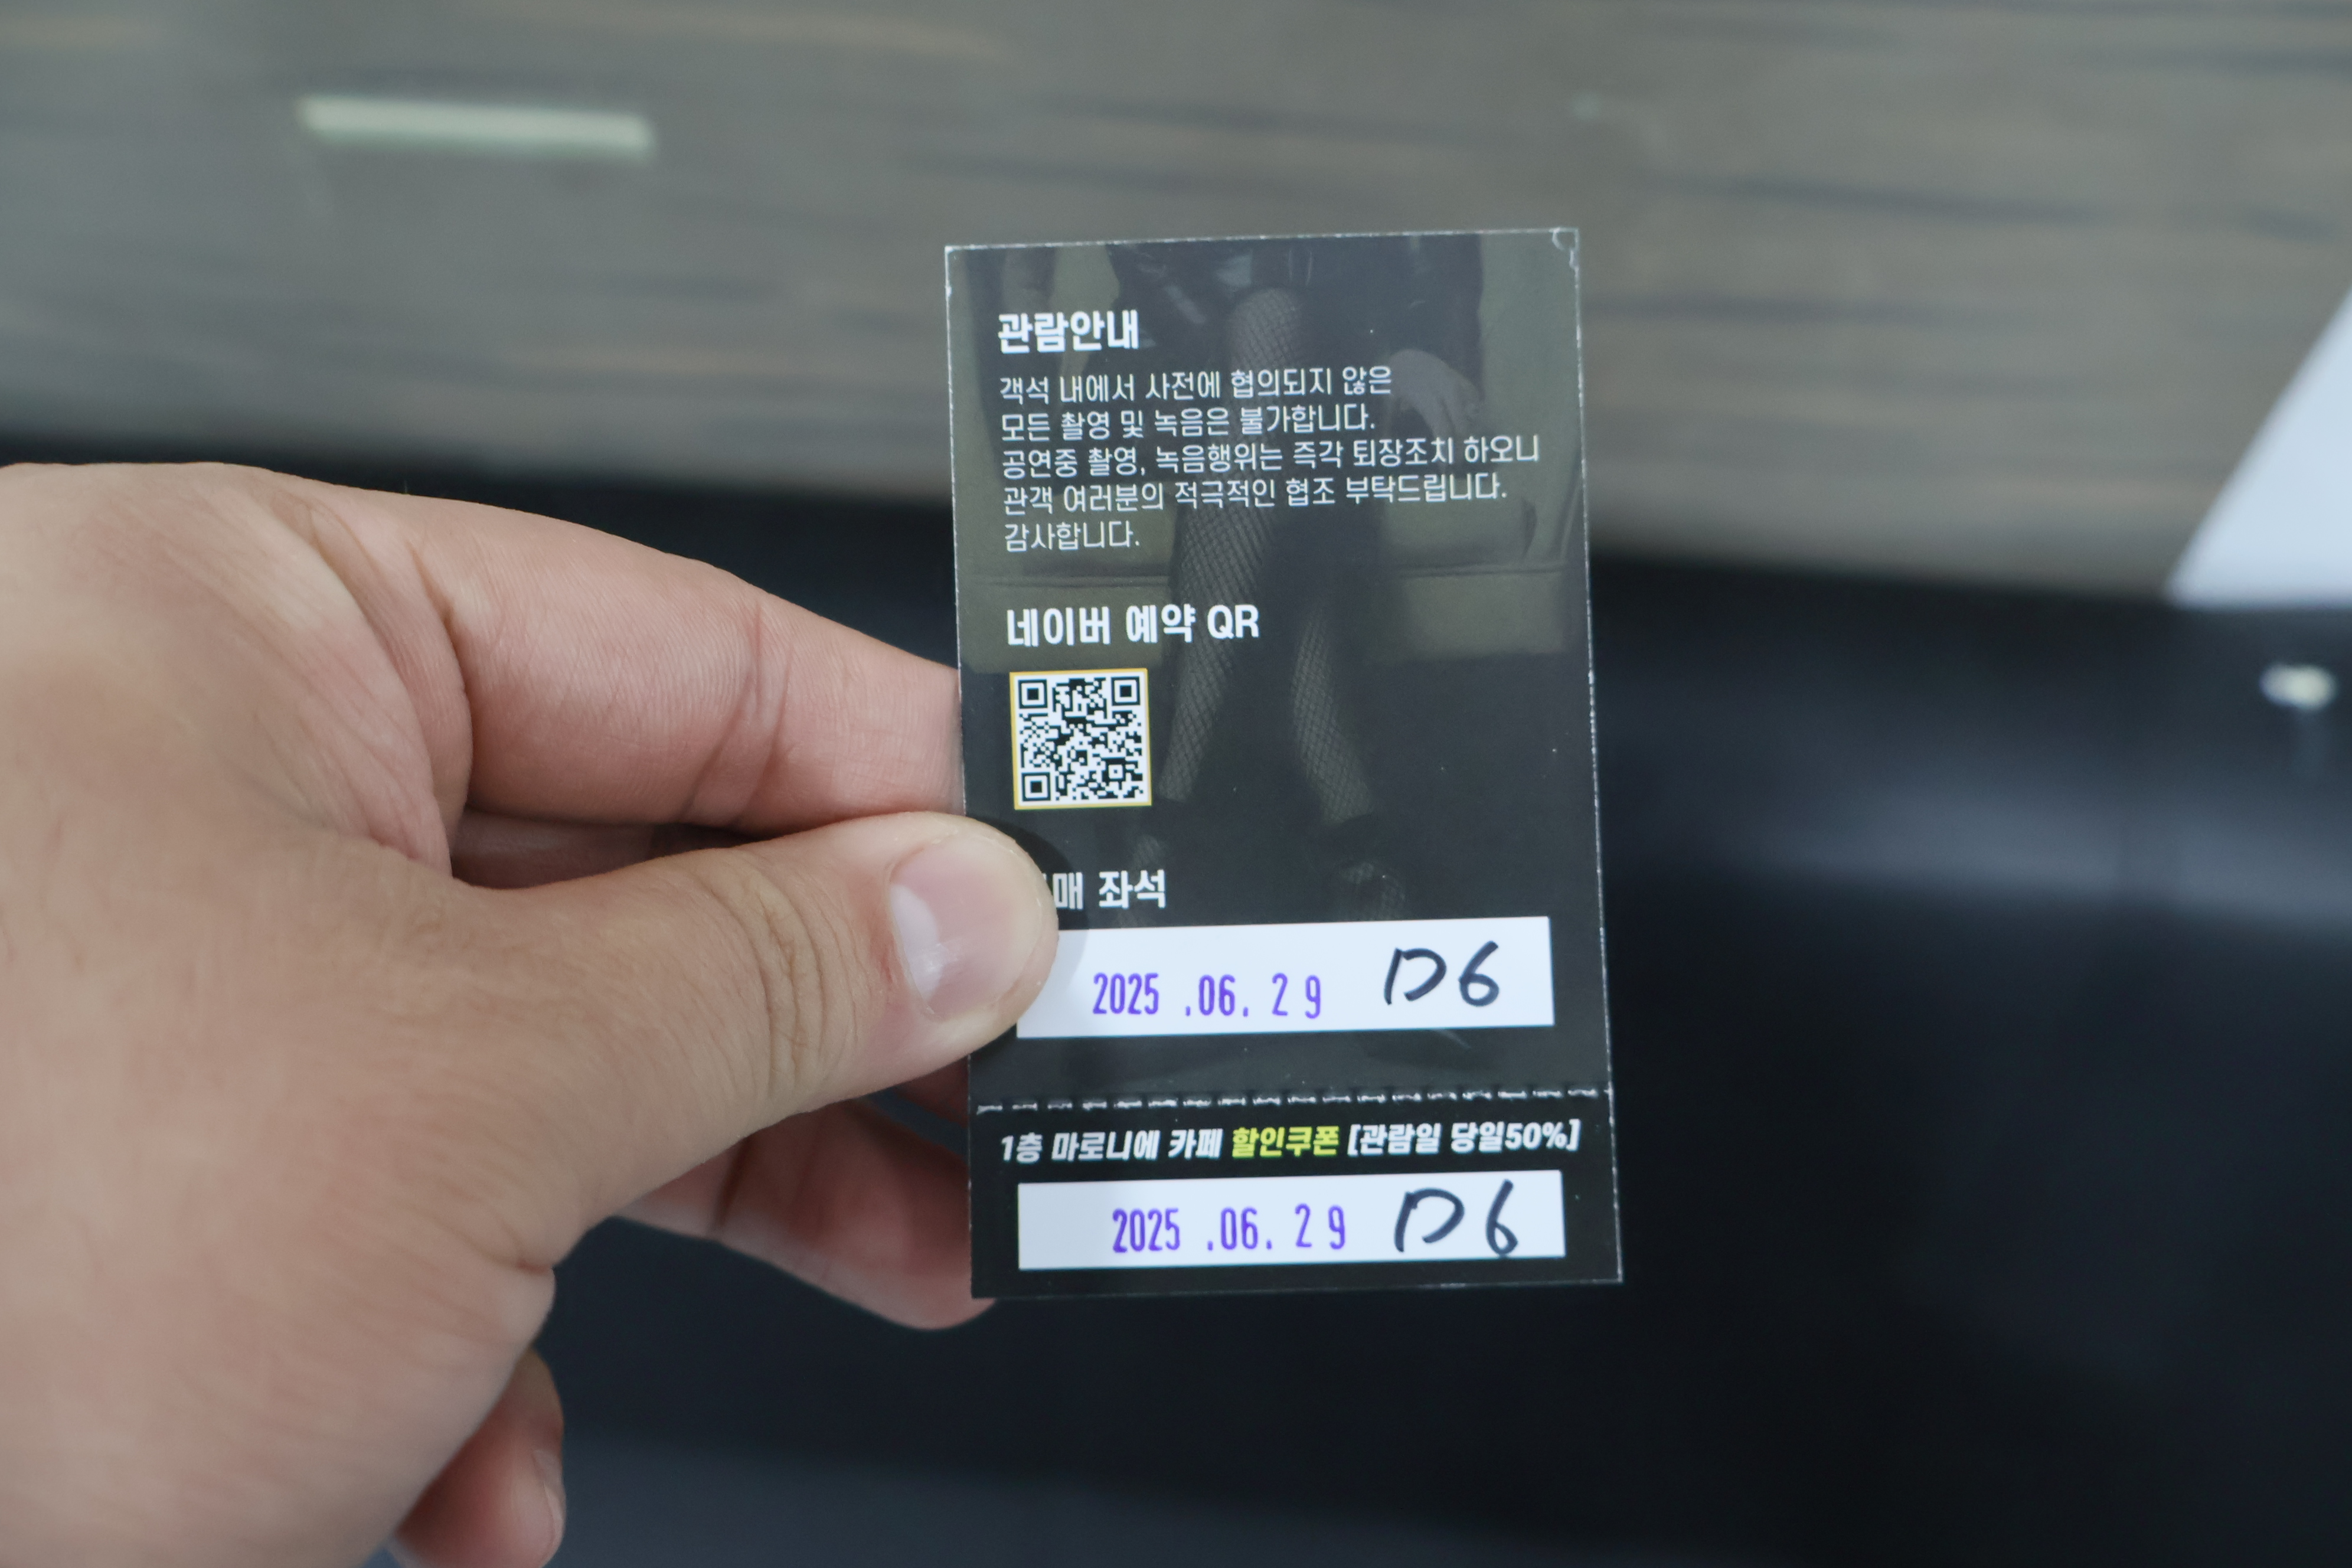 관람안내
객석 내에서 사전에 협의되지 않은
모든 촬영 및 녹음은 불가합니다.
공연중 촬영, 녹음행위는 즉각 퇴장조치 하오니
관객 여러분의 적극적인 협조 부탁드립니다.
감사합니다.
네이버 예약 QR
좌석
2025 .06. 29 D6
1층 마로니에 카페 할인쿠폰 [관람일 당일50%]
2025 .06. 29 D6